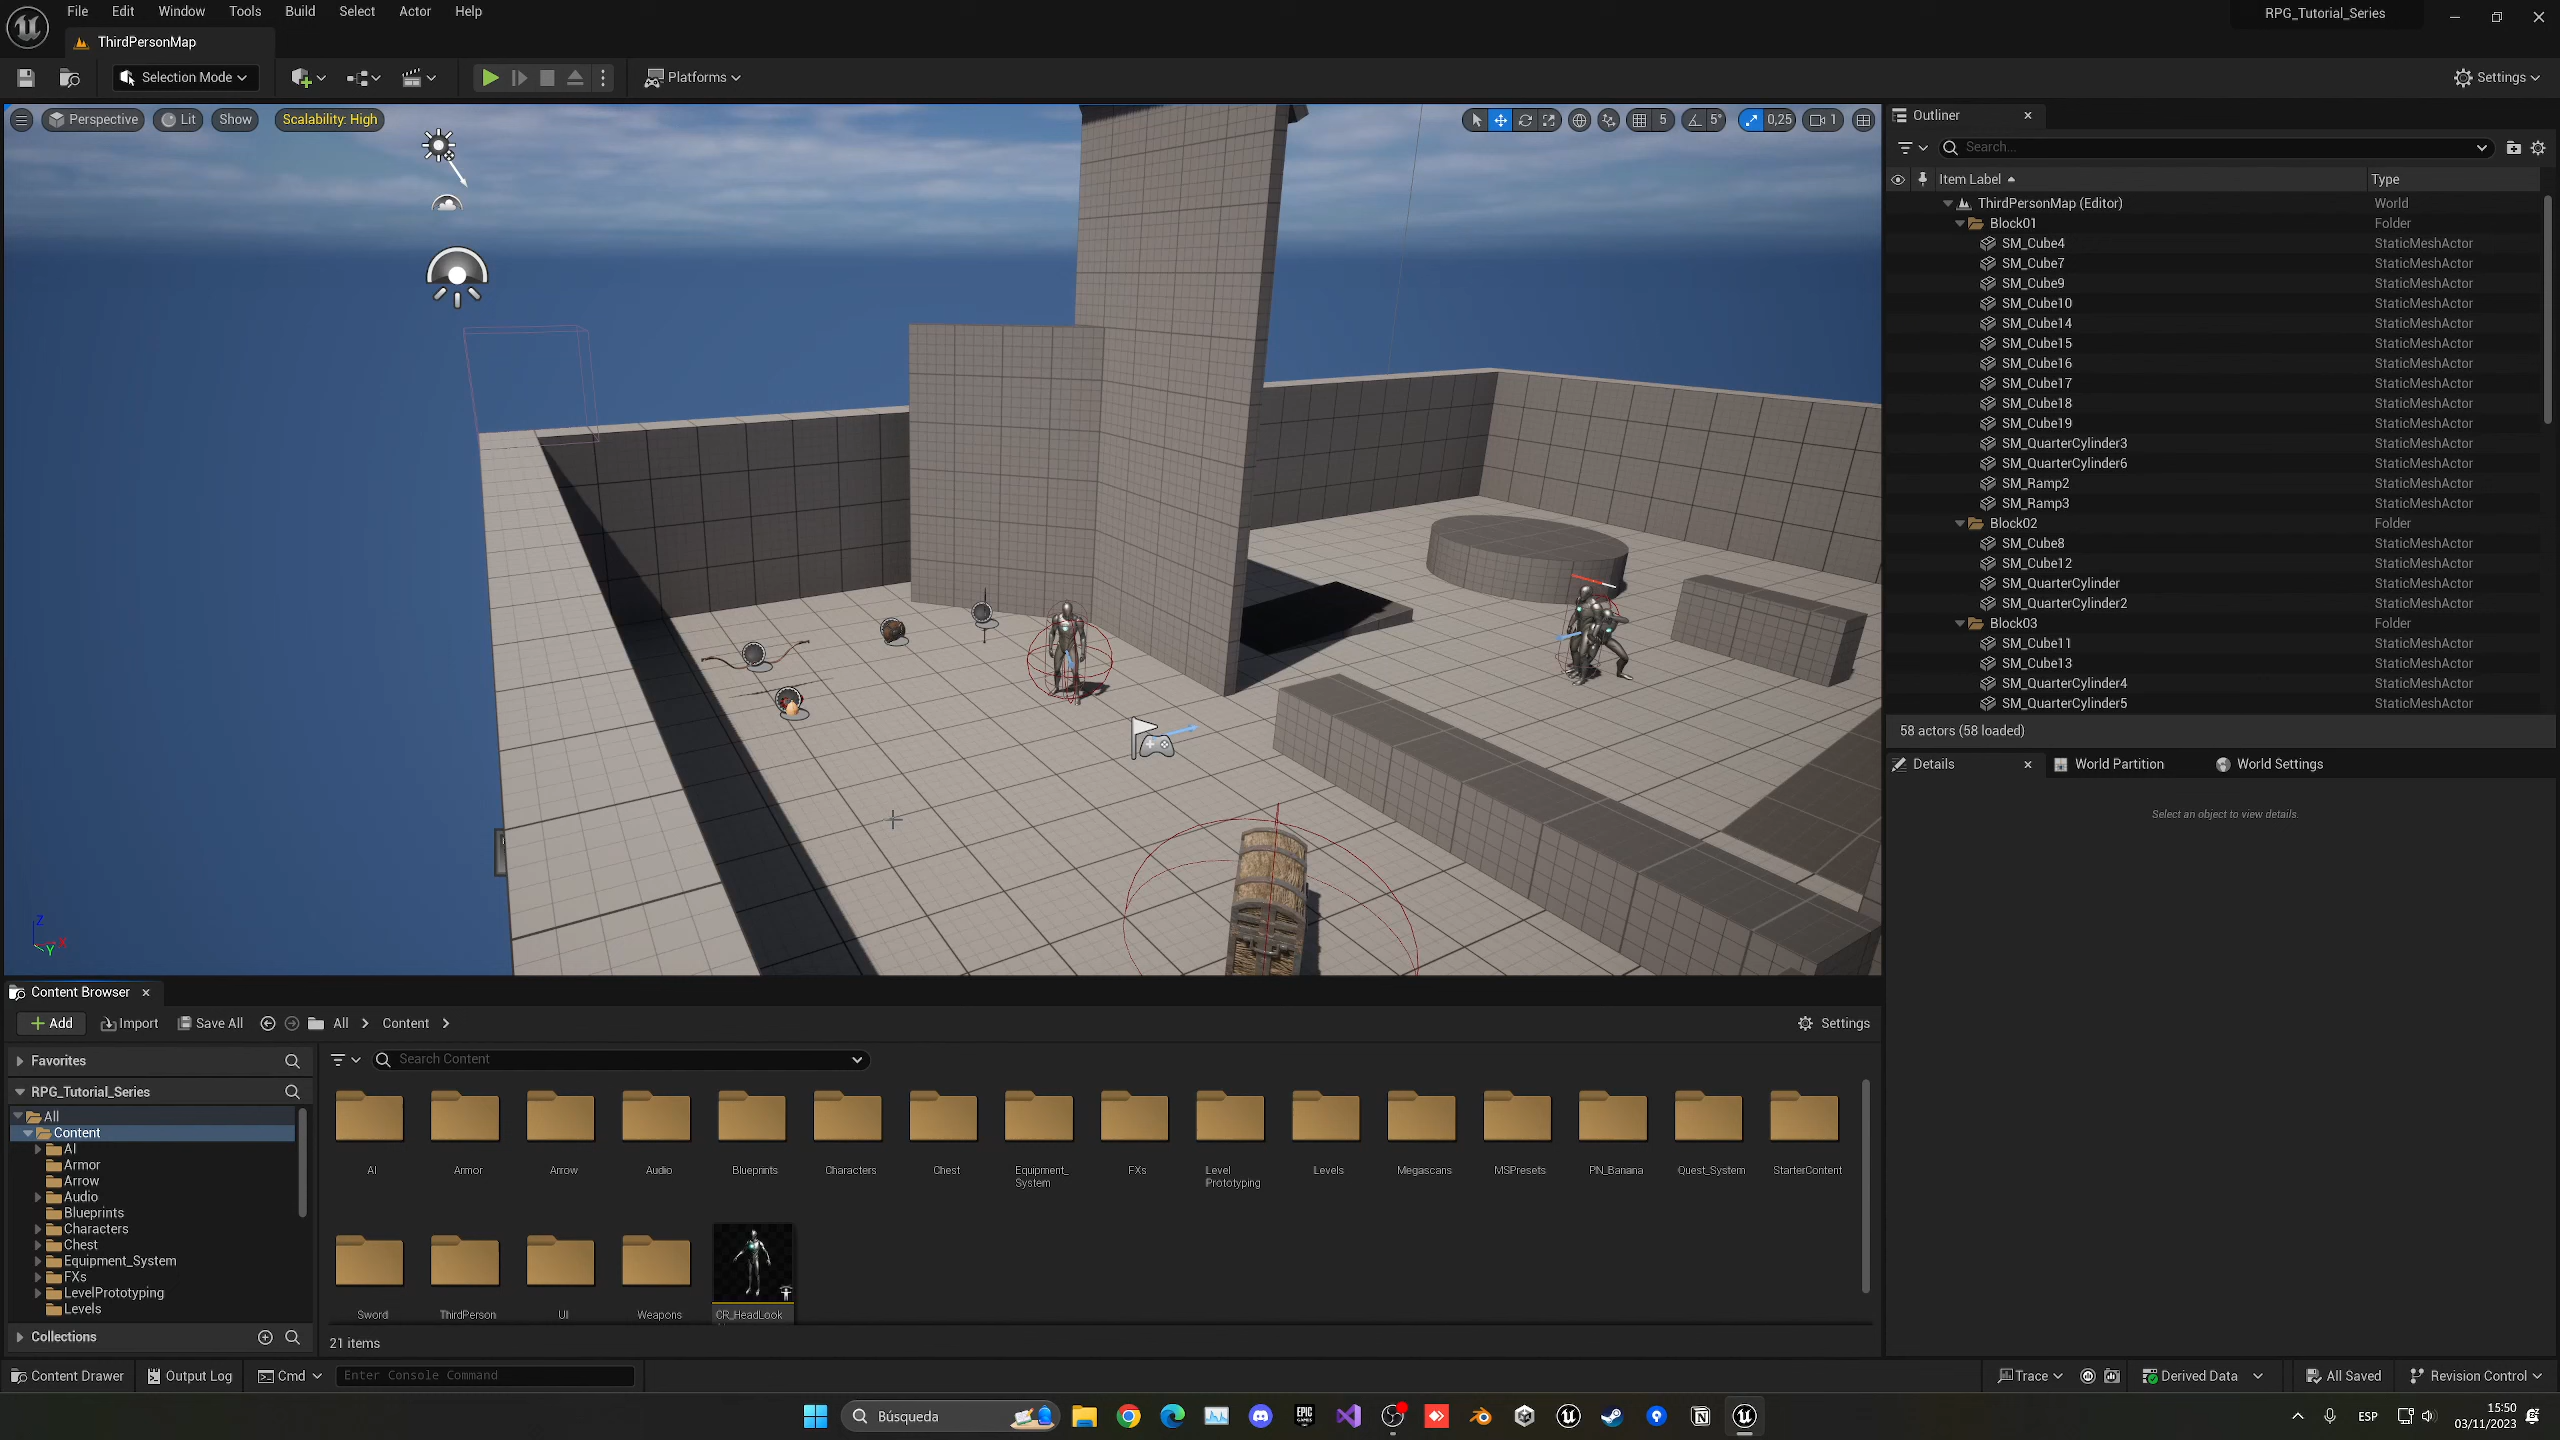 File Edit Window Tools Build Select Actor Help
RPG_Tutorial_Series
ThirdPersonMap
Selection Mode
Platforms
Settings
Perspective Lit Show Scalability: High
5 5° 0,25 1
Outliner
Search...
Item Label Type
ThirdPersonMap (Editor) World
Block01 Folder
SM_Cube4 StaticMeshActor
SM_Cube7 StaticMeshActor
SM_Cube9 StaticMeshActor
SM_Cube10 StaticMeshActor
SM_Cube14 StaticMeshActor
SM_Cube15 StaticMeshActor
SM_Cube16 StaticMeshActor
SM_Cube17 StaticMeshActor
SM_Cube18 StaticMeshActor
SM_Cube19 StaticMeshActor
SM_QuarterCylinder3 StaticMeshActor
SM_QuarterCylinder6 StaticMeshActor
SM_Ramp2 StaticMeshActor
SM_Ramp3 StaticMeshActor
Block02 Folder
SM_Cube8 StaticMeshActor
SM_Cube12 StaticMeshActor
SM_QuarterCylinder StaticMeshActor
SM_QuarterCylinder2 StaticMeshActor
Block03 Folder
SM_Cube11 StaticMeshActor
SM_Cube13 StaticMeshActor
SM_QuarterCylinder4 StaticMeshActor
SM_QuarterCylinder5 StaticMeshActor
58 actors (58 loaded)
Details World Partition World Settings
Select an object to view details.
Z
X
Y
Content Browser
Add Import Save All All Content
Settings
Favorites
Search Content
RPG_Tutorial_Series
All
Content
AI
Armor
Arrow
Audio
Blueprints
Characters
Chest
Equipment_System
FXs
LevelPrototyping
Levels
Collections
AI Armor Arrow Audio Blueprints Characters Chest Equipment_ FXs Level Levels Megascans MSPresets PN_Banana Quest_System StarterContent
System Prototyping
Sword ThirdPerson UI Weapons CR_HeadLook
21 items
Content Drawer Output Log Cmd Enter Console Command
Trace Derived Data All Saved Revision Control
Búsqueda
EPIC GAMES
ESP
15:50
03/11/2023